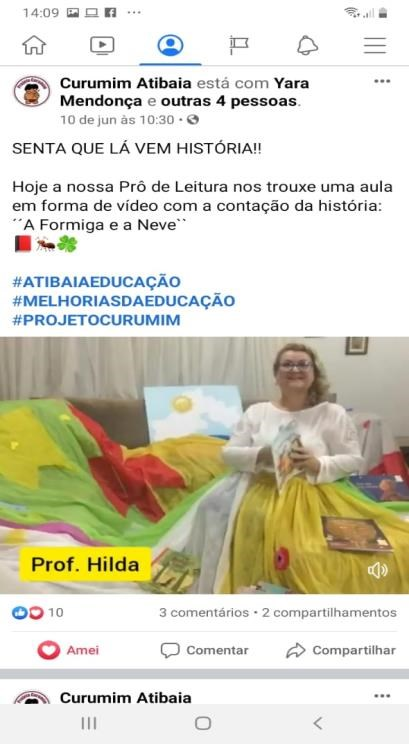 14:09
Curumim Atibaia está com Yara
Mendonça e outras 4 pessoas.
10 de jun às 10:30 •
SENTA QUE LÁ VEM HISTÓRIA!!
Hoje a nossa Prô de Leitura nos trouxe uma aula
em forma de vídeo com a contação da história:
´´A Formiga e a Neve``
#ATIBAIAEDUCAÇÃO
#MELHORIASDAEDUCAÇÃO
#PROJETOCURUMIM
Prof. Hilda
10
3 comentários • 2 compartilhamentos
Amei
Comentar
Compartilhar
Curumim Atibaia